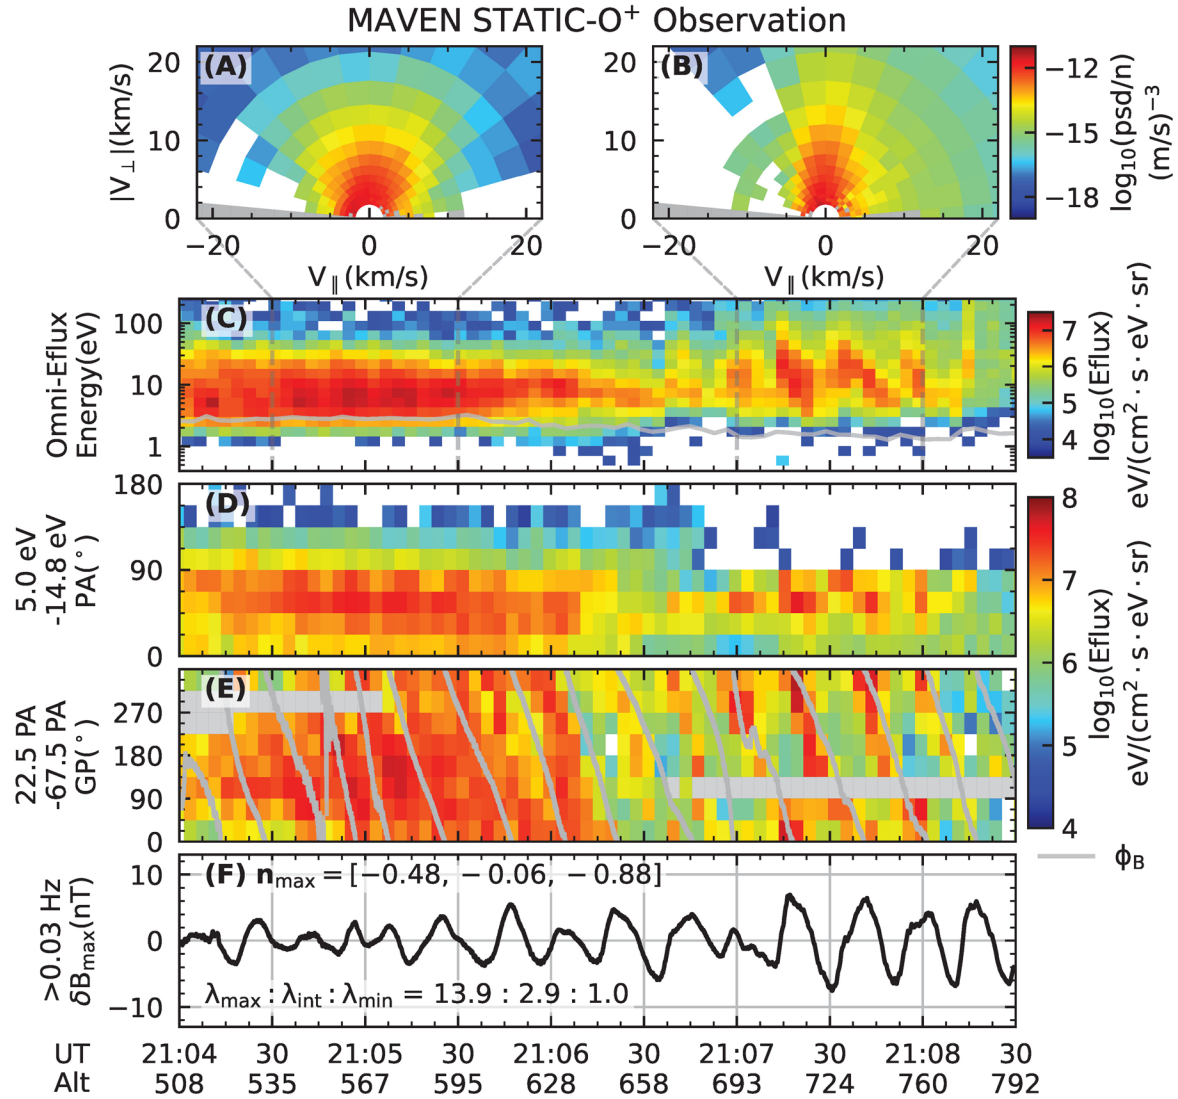 MAVEN STATIC-O⁺ Observation
(A)
(B)
20
10
0
|V⊥|(km/s)
20
10
0
−20 0 20
V∥(km/s)
−20 0 20
V∥(km/s)
−12
−15
−18
log₁₀(psd/n)
(m/s)⁻³
(C)
Omni-Eflux
Energy(eV)
100
10
1
7
6
5
4
log₁₀(Eflux)
eV/(cm² · s · eV · sr)
(D)
5.0 eV
-14.8 eV
PA(°)
180
90
0
(E)
22.5 PA
-67.5 PA
GP(°)
270
180
90
0
8
7
6
5
4
log₁₀(Eflux)
eV/(cm² · s · eV · sr)
ϕB
(F) nmax = [−0.48, −0.06, −0.88]
>0.03 Hz
δBmax(nT)
10
0
−10
λmax : λint : λmin = 13.9 : 2.9 : 1.0
UT 21:04 30 21:05 30 21:06 30 21:07 30 21:08 30
Alt 508 535 567 595 628 658 693 724 760 792